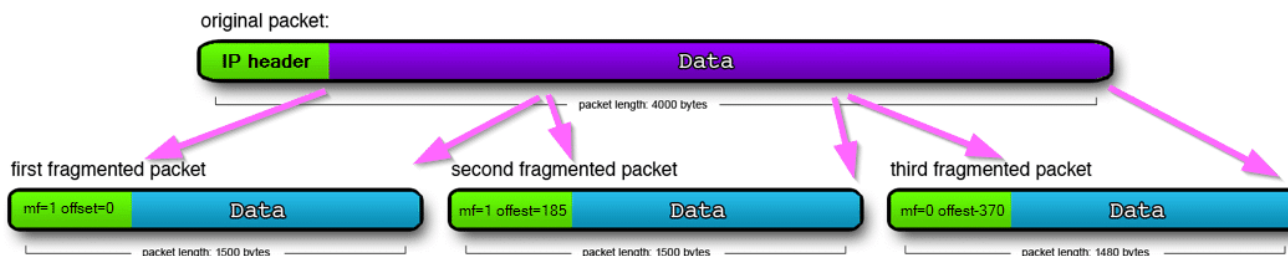 original packet:
IP header Data
packet length: 4000 bytes
first fragmented packet second fragmented packet third fragmented packet
mf=1 offset=0 Data mf=1 offest=185 Data mf=0 offest-370 Data
packet length: 1500 bytes packet length: 1500 bytes packet length: 1480 bytes